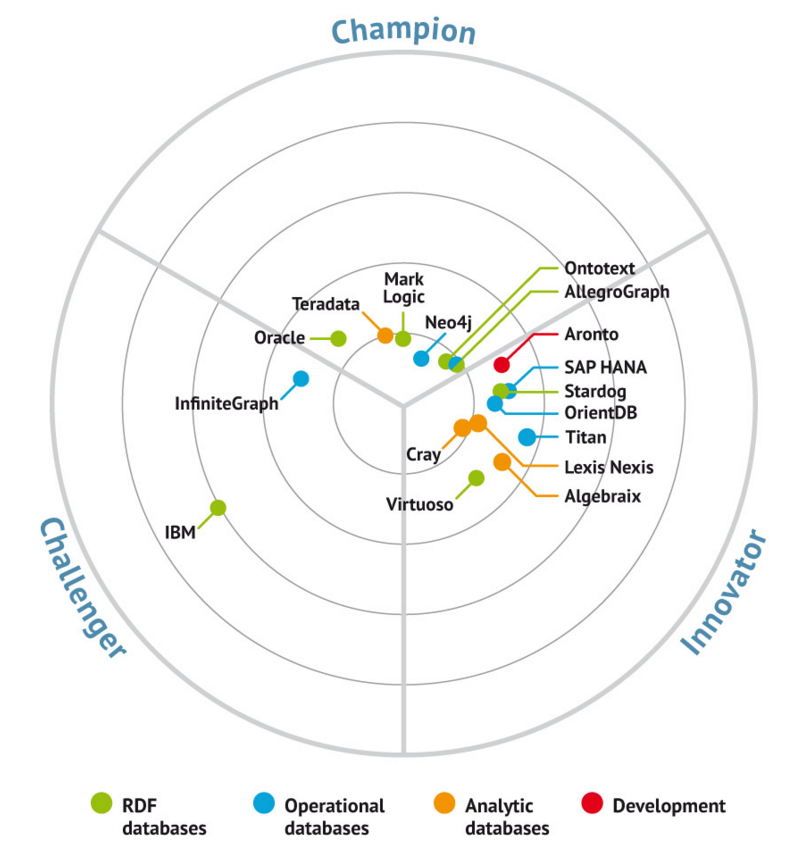 Champion
Ontotext
Mark
Logic
AllegroGraph
Teradata
Neo4j
Oracle
Aronto
SAP HANA
Stardog
InfiniteGraph
OrientDB
Titan
Cray
Lexis Nexis
Algebraix
Virtuoso
IBM
Challenger
Innovator
RDF
databases
Operational
databases
Analytic
databases
Development